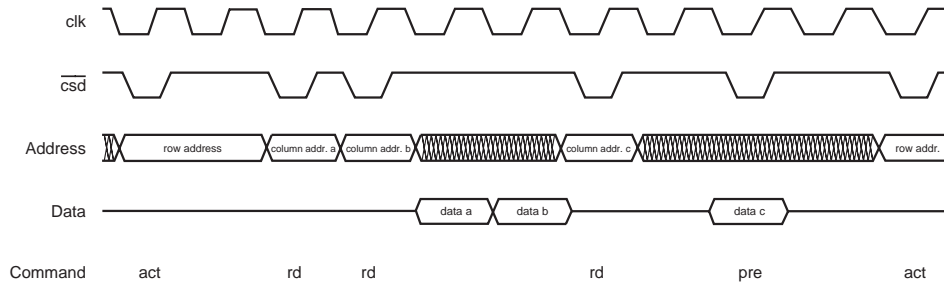 clk
csd
Address row address column addr. a column addr. b column addr. c row addr.
Data data a data b data c
Command act rd rd rd pre act